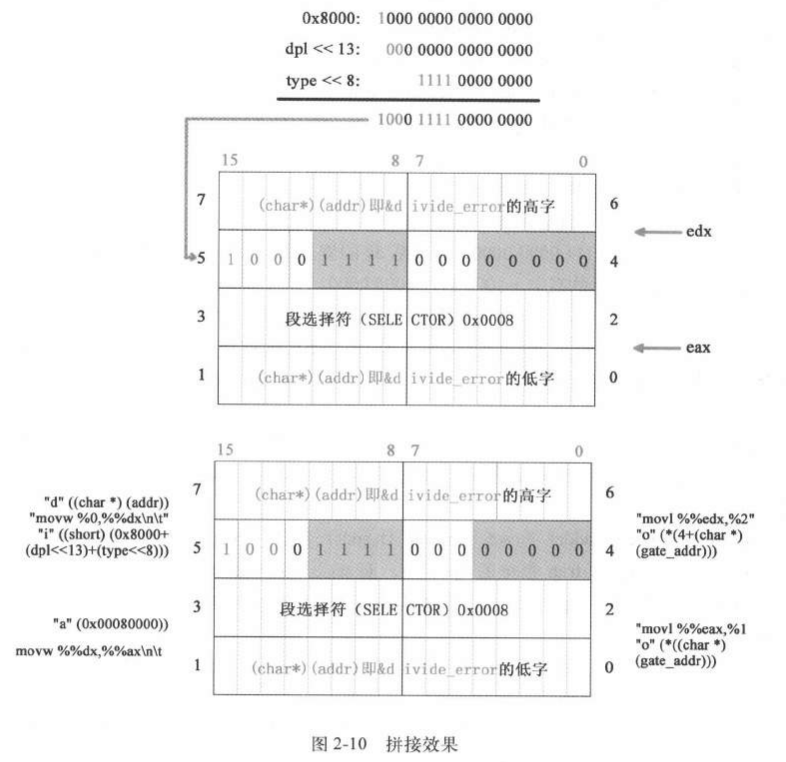 0x8000: 1000 0000 0000 0000
dpl << 13: 000 0000 0000 0000
type << 8: 1111 0000 0000
1000 1111 0000 0000
15 8 7 0
7 (char*)(addr)即&d ivide_error的高字 6
edx
5 1 0 0 0 1 1 1 1 0 0 0 0 0 0 0 0 4
3 段选择符（SELE CTOR）0x0008 2
eax
1 (char*)(addr)即&d ivide_error的低字 0
15 8 7 0
7 (char*)(addr)即&d ivide_error的高字 6
"d" ((char *) (addr))
"movw %0,%%dx\n\t"
"i" ((short) (0x8000+
(dpl<<13)+(type<<8)))
5 1 0 0 0 1 1 1 1 0 0 0 0 0 0 0 0 4
"movl %%edx,%2"
"o" (*(4+(char *)
(gate_addr)))
3 段选择符（SELE CTOR）0x0008 2
"a" (0x00080000))
movw %%dx,%%ax\n\t
"movl %%eax,%1
"o" (*((char *)
(gate_addr)))
1 (char*)(addr)即&d ivide_error的低字 0
图 2-10 拼接效果